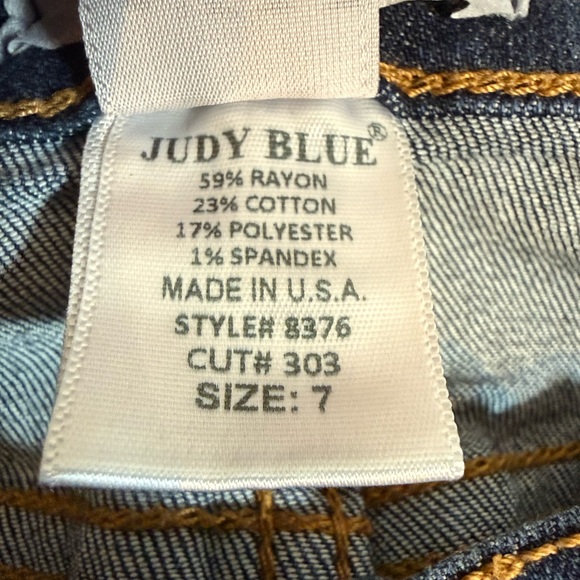 JUDY BLUE®
59% RAYON
23% COTTON
17% POLYESTER
1% SPANDEX
MADE IN U.S.A.
STYLE# 8376
CUT# 303
SIZE: 7